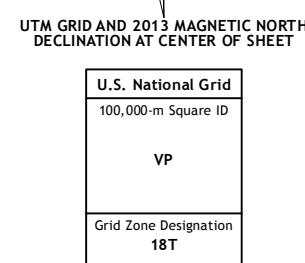 UTM GRID AND 2013 MAGNETIC NORTH
DECLINATION AT CENTER OF SHEET
U.S. National Grid
100,000-m Square ID
VP
Grid Zone Designation
18T